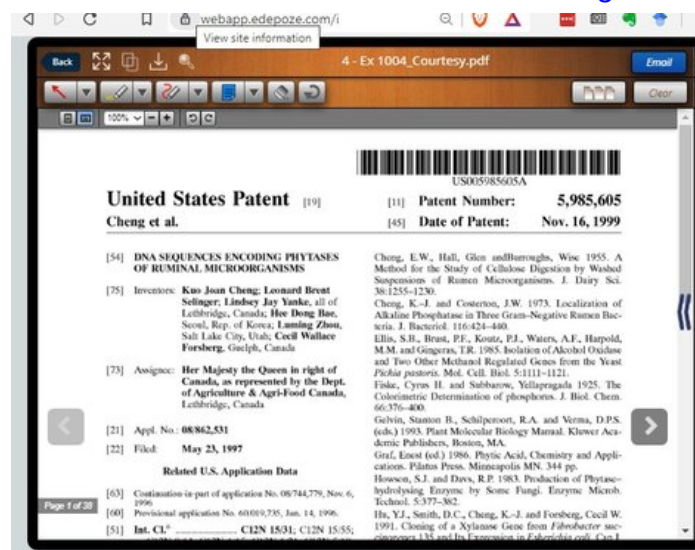 webapp.edepoze.com/i
View site information
Back
4 - Ex 1004_Courtesy.pdf
Email
Clear
100%
US005985605A
United States Patent [19]
Cheng et al.
[11] Patent Number: 5,985,605
[45] Date of Patent: Nov. 16, 1999
[54] DNA SEQUENCES ENCODING PHYTASES
OF RUMINAL MICROORGANISMS
[75] Inventors: Kuo Joan Cheng; Leonard Brent
Selinger; Lindsey Jay Yanke, all of
Lethbridge, Canada; Hee Dong Bae,
Seoul, Rep. of Korea; Luming Zhou,
Salt Lake City, Utah; Cecil Wallace
Forsberg, Guelph, Canada
[73] Assignee: Her Majesty the Queen in right of
Canada, as represented by the Dept.
of Agriculture & Agri-Food Canada,
Lethbridge, Canada
[21] Appl. No.: 08/862,531
[22] Filed: May 23, 1997
Related U.S. Application Data
[63] Continuation-in-part of application No. 08/744,779, Nov. 6,
1996
[60] Provisional application No. 60/019,735, Jun. 14, 1996.
[51] Int. Cl.6 C12N 15/31; C12N 15/55;
Cheng, E.W., Hall, Glen andBurroughs, Wise 1955. A
Method for the Study of Cellulose Digestion by Washed
Suspensions of Rumen Microorganisms. J. Dairy Sci.
38:1255–1230.
Cheng, K.–J. and Costerton, J.W. 1973. Localization of
Alkaline Phosphatase in Three Gram–Negative Rumen Bac-
teria. J. Bacteriol. 116:424–440.
Ellis, S.B., Brust, P.F., Koutz, P.J., Waters, A.F., Harpold,
M.M. and Gingeras, T.R. 1985. Isolation of Alcohol Oxidase
and Two Other Methanol Regulated Genes from the Yeast
Pichia pastoris. Mol. Cell. Biol. 5:1111–1121.
Fiske, Cyrus H. and Subbarow, Yellapragada 1925. The
Colorimetric Determination of phosphorus. J. Biol. Chem.
66:376–400.
Gelvin, Stanton B., Schilperoort, R.A. and Verma, D.P.S.
(eds.) 1993. Plant Molecular Biology Manual. Kluwer Aca-
demic Publishers, Boston, MA.
Graf, Enost (ed.) 1986. Phytic Acid, Chemistry and Appli-
cations. Pilatus Press. Minneapolis MN. 344 pp.
Howson, S.J. and Davs, R.P. 1983. Production of Phytase–
hydrolysing Enzyme by Some Fungi. Enzyme Microb.
Technol. 5:377–382.
Hu, Y.J., Smith, D.C., Cheng, K.–J. and Forsberg, Cecil W.
1991. Cloning of a Xylanase Gene from Fibrobacter suc-
cinogenes 135 and Its Expression in Escherichia coli. Can J.
Page 1 of 38